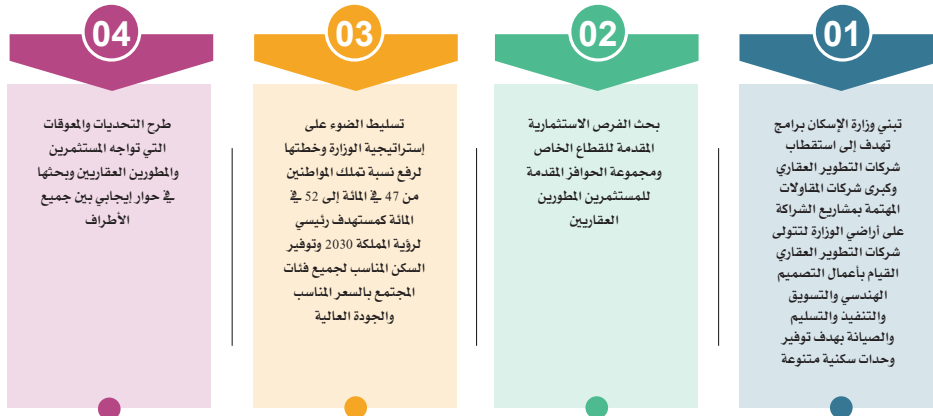 01
تبني وزارة الإسكان برامج
تهدف إلى استقطاب
شركات التطوير العقاري
وكبرى شركات المقاولات
المهتمة بمشاريع الشراكة
على أراضي الوزارة لتتولى
شركات التطوير العقاري
القيام بأعمال التصميم
الهندسي والتسويق
والتنفيذ والتسليم
والصيانة بهدف توفير
وحدات سكنية متنوعة
02
بحث الفرص الاستثمارية
المقدمة للقطاع الخاص
ومجموعة الحوافز المقدمة
للمستثمرين المطورين
العقاريين
03
تسليط الضوء على
إستراتيجية الوزارة وخطتها
لرفع نسبة تملك المواطنين
من 47 في المائة إلى 52 في
المائة كمستهدف رئيسي
لرؤية المملكة 2030 وتوفير
السكن المناسب لجميع فئات
المجتمع بالسعر المناسب
والجودة العالية
04
طرح التحديات والمعوقات
التي تواجه المستثمرين
والمطورين العقاريين وبحثها
في حوار إيجابي بين جميع
الأطراف